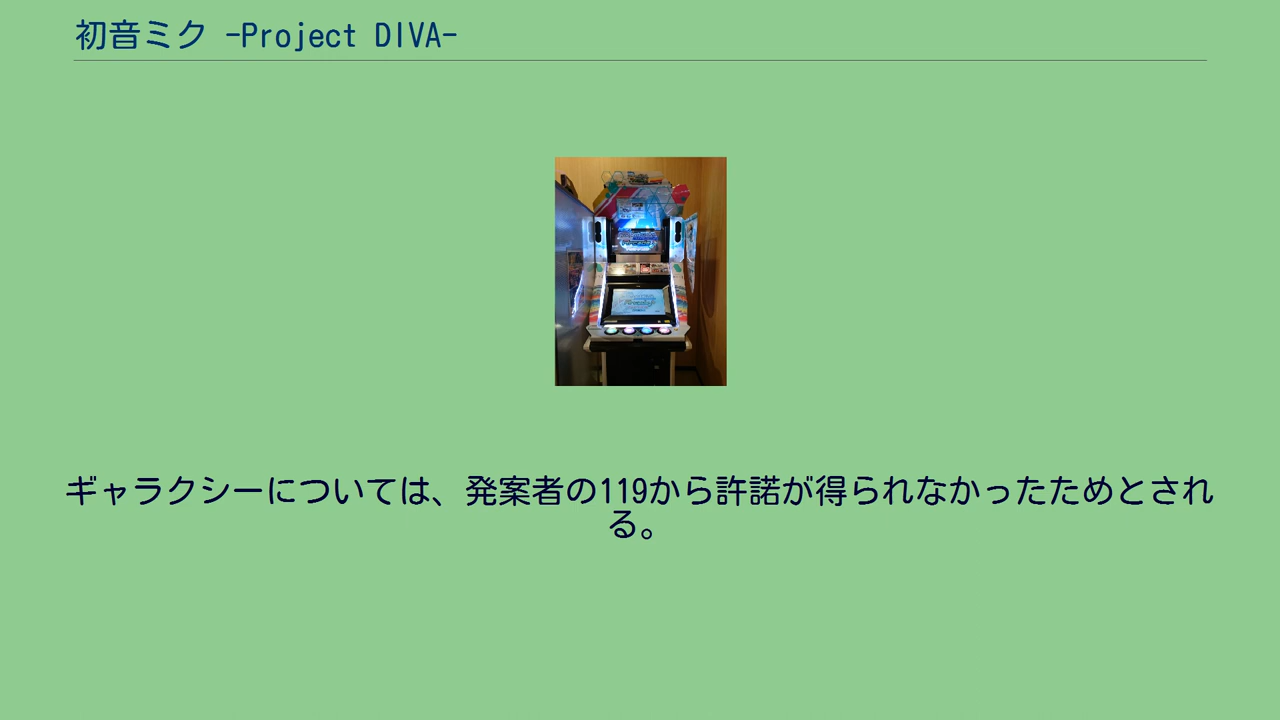 初音ミク -Project DIVA-
ギャラクシーについては、発案者の119から許諾が得られなかったためとされ
る。